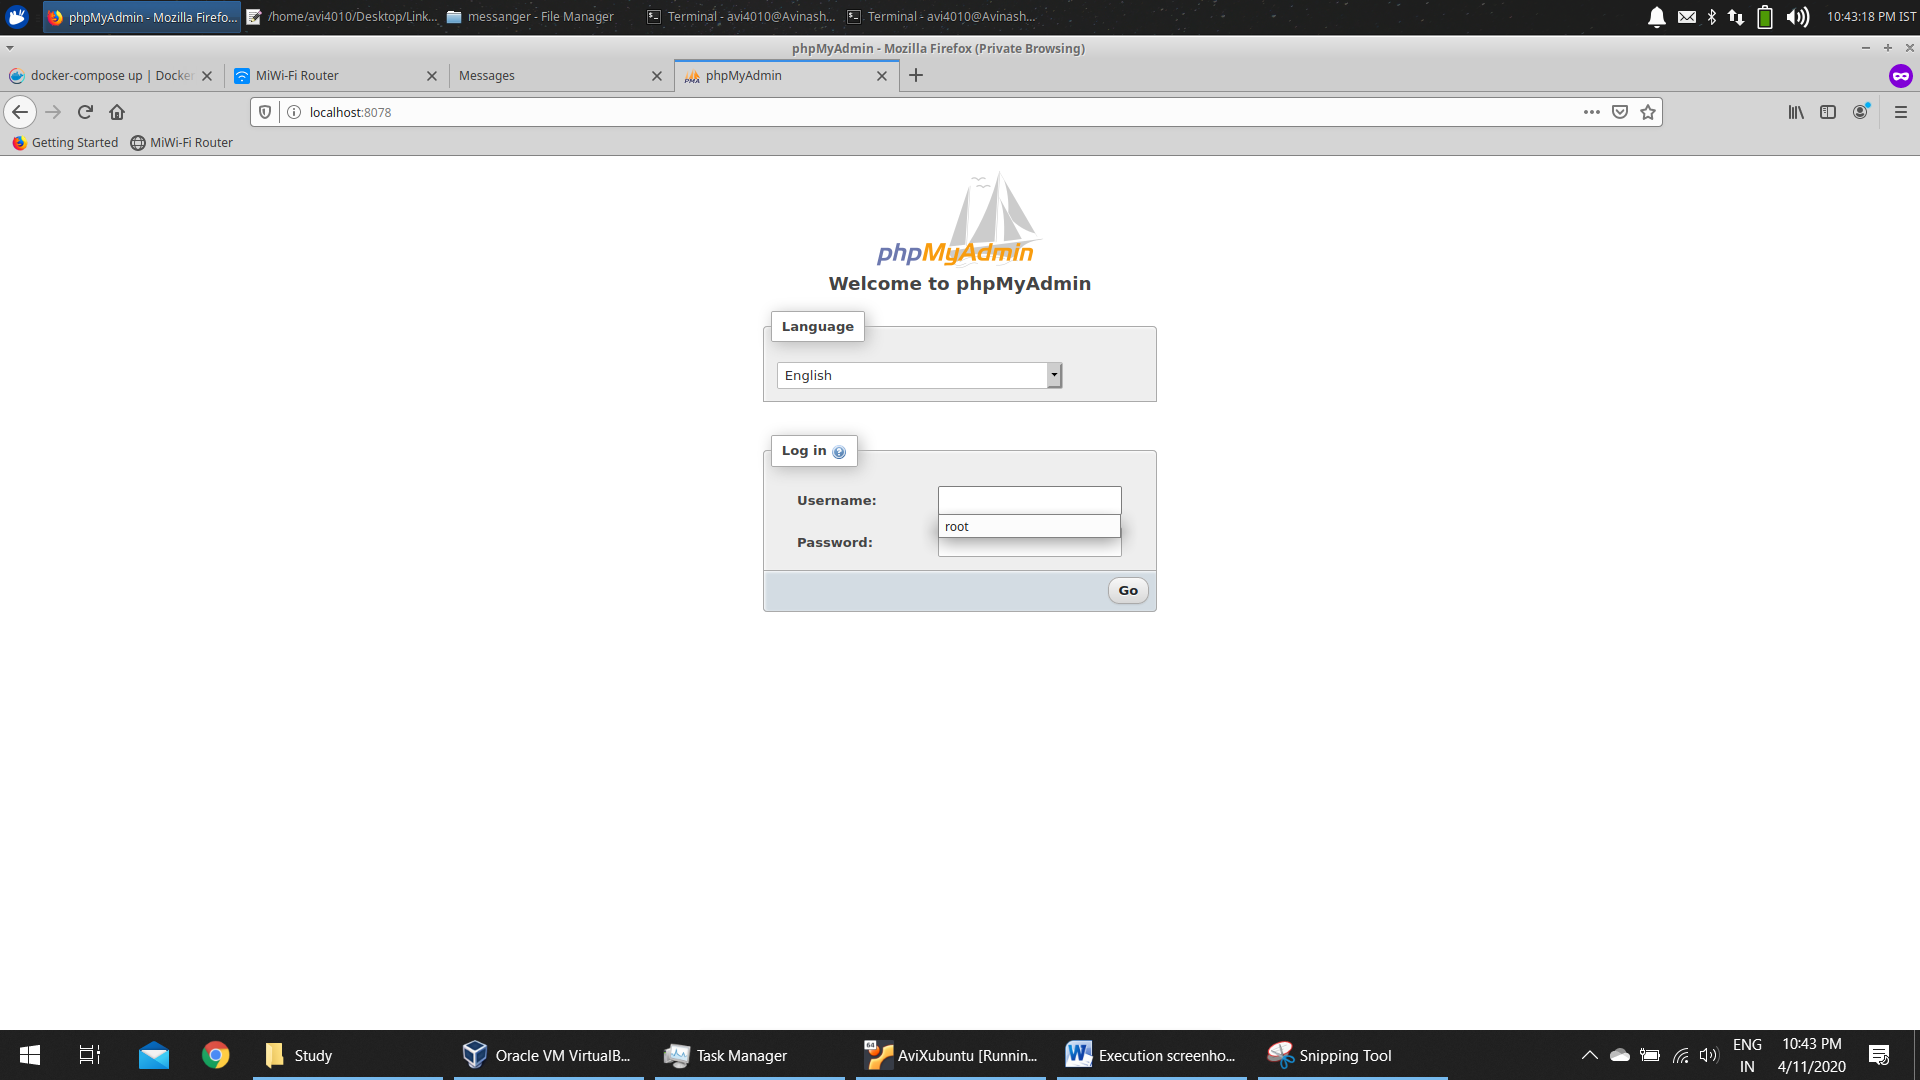 phpMyAdmin - Mozilla Firefo...
/home/avi4010/Desktop/Link...
messanger - File Manager
Terminal - avi4010@Avinash...
Terminal - avi4010@Avinash...
10:43:18 PM IST
phpMyAdmin - Mozilla Firefox (Private Browsing)
docker-compose up | Docker
MiWi-Fi Router
Messages
PMA
phpMyAdmin
localhost:8078
Getting Started
MiWi-Fi Router
phpMyAdmin
Welcome to phpMyAdmin
Language
English
Log in
Username:
root
Password:
Go
Study
Oracle VM VirtualB...
Task Manager
64
AviXubuntu [Runnin...
Execution screenho...
Snipping Tool
ENG
IN
10:43 PM
4/11/2020